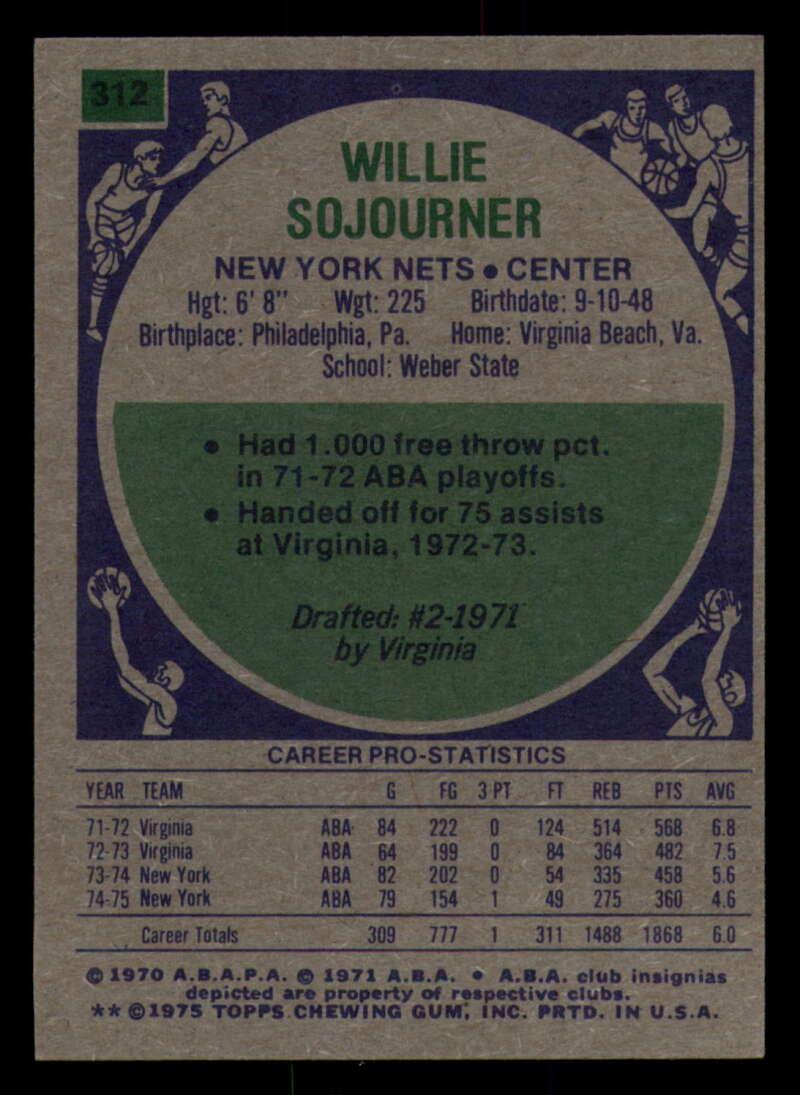 312
WILLIE
SOJOURNER
NEW YORK NETS • CENTER
Hgt: 6' 8" Wgt: 225 Birthdate: 9-10-48
Birthplace: Philadelphia, Pa. Home: Virginia Beach, Va.
School: Weber State
• Had 1.000 free throw pct.
in 71-72 ABA playoffs.
• Handed off for 75 assists
at Virginia, 1972-73.
Drafted: #2-1971
by Virginia
CAREER PRO-STATISTICS
YEAR TEAM G FG 3 PT FT REB PTS AVG
71-72 Virginia ABA 84 222 0 124 514 568 6.8
72-73 Virginia ABA 64 199 0 84 364 482 7.5
73-74 New York ABA 82 202 0 54 335 458 5.6
74-75 New York ABA 79 154 1 49 275 360 4.6
Career Totals 309 777 1 311 1488 1868 6.0
© 1970 A.B.A.P.A. © 1971 A.B.A. • A.B.A. club insignias
depicted are property of respective clubs.
** ©1975 TOPPS CHEWING GUM, INC. PRTD. IN U.S.A.